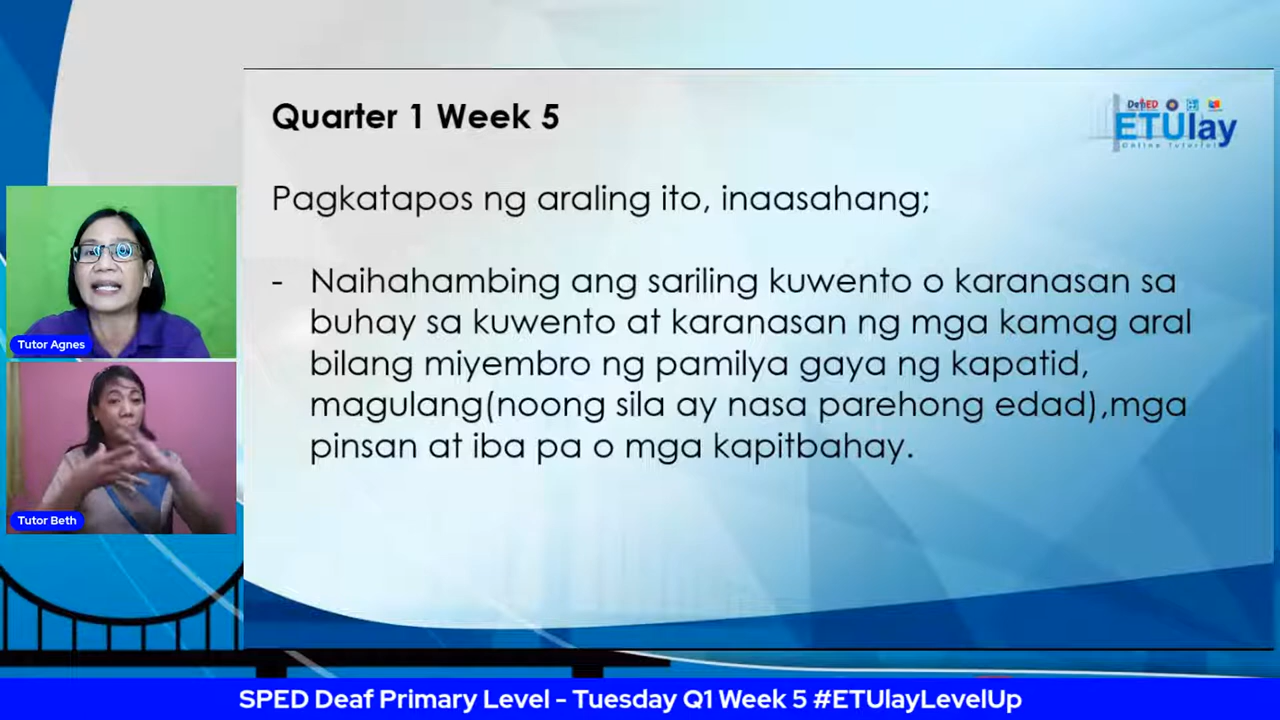 Quarter 1 Week 5
DepED
ETUlay
Online Tutorial
Pagkatapos ng araling ito, inaasahang;
- Naihahambing ang sariling kuwento o karanasan sa
buhay sa kuwento at karanasan ng mga kamag aral
bilang miyembro ng pamilya gaya ng kapatid,
magulang(noong sila ay nasa parehong edad),mga
pinsan at iba pa o mga kapitbahay.
Tutor Agnes
Tutor Beth
SPED Deaf Primary Level - Tuesday Q1 Week 5 #ETUlayLevelUp